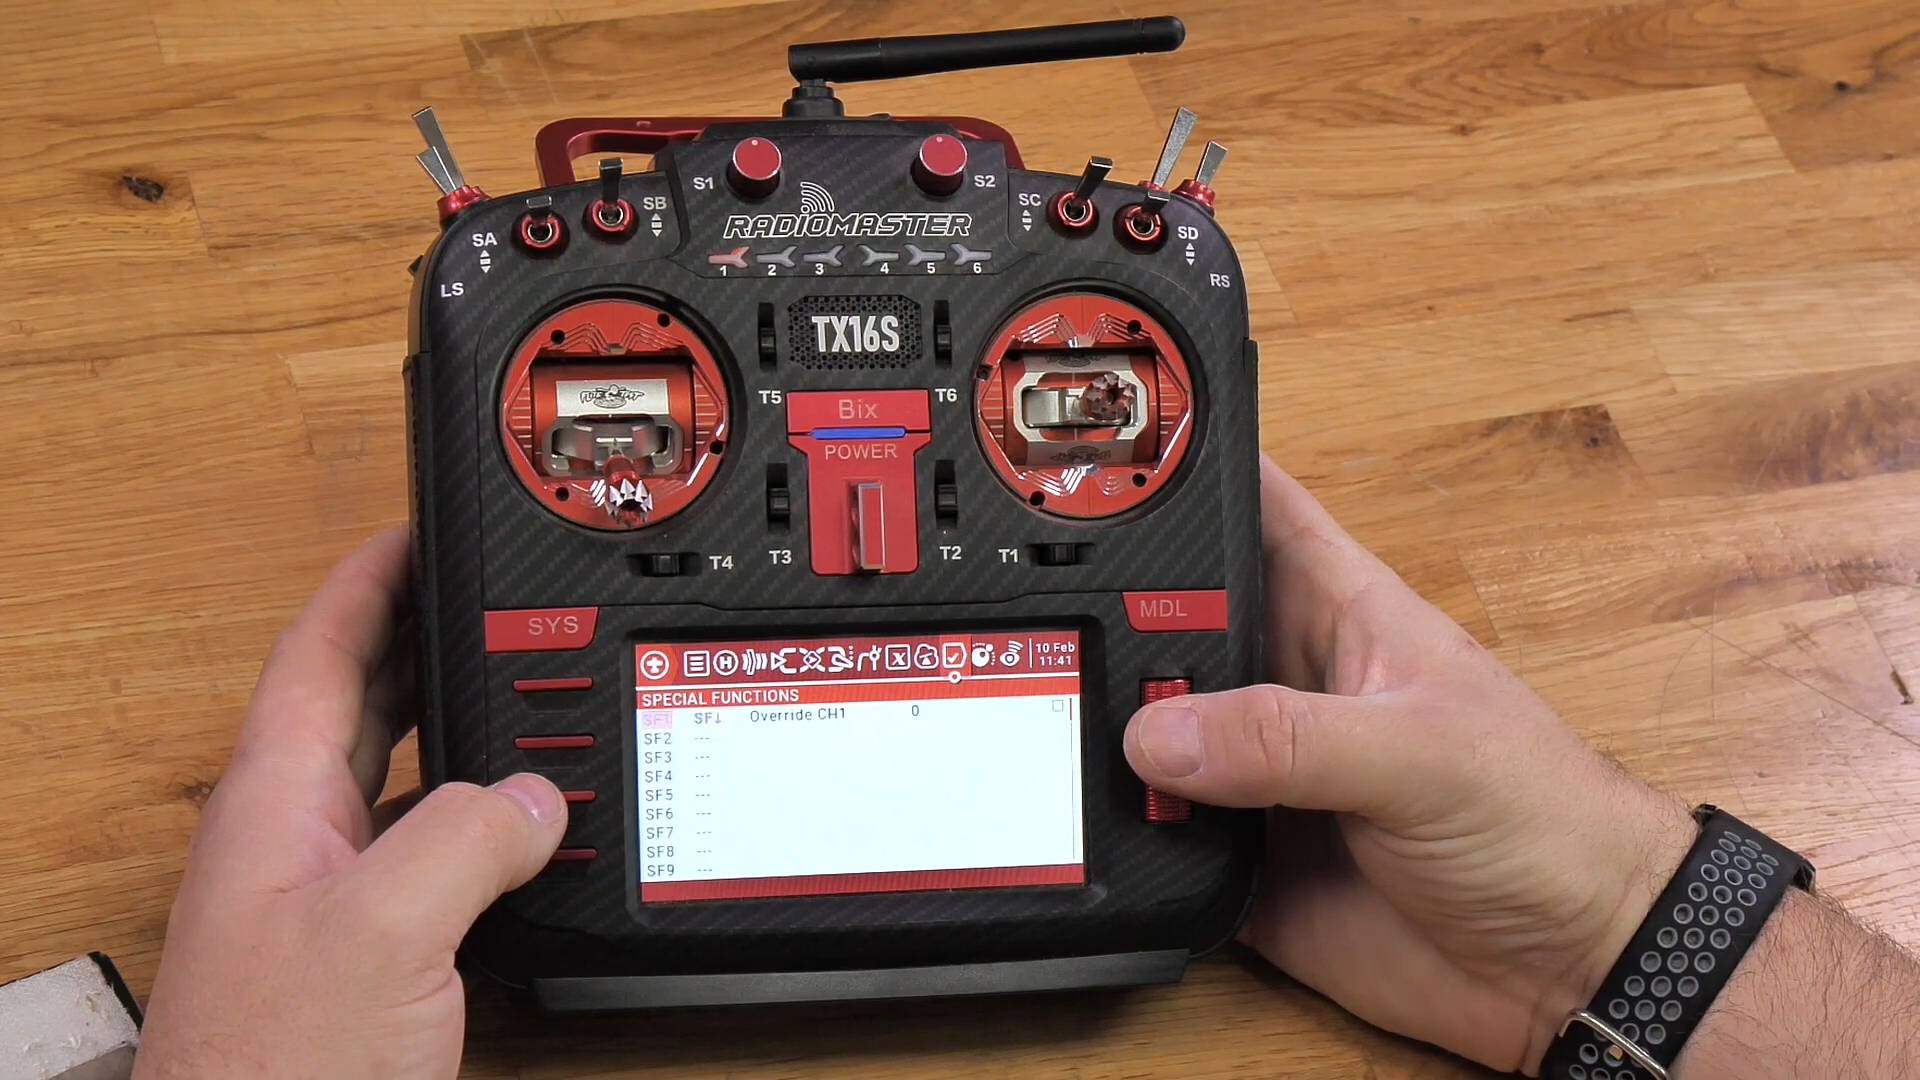 S1
S2
SB
SC
SA
SD
RADIOMASTER
1 2 3 4 5 6
LS
RS
TX16S
T5
T6
Bix
POWER
T4
T3
T2
T1
SYS
MDL
10 Feb
11:41
SPECIAL FUNCTIONS
SF1 SF↓ Override CH1 0
SF2 ---
SF3 ---
SF4 ---
SF5 ---
SF6 ---
SF7 ---
SF8 ---
SF9 ---